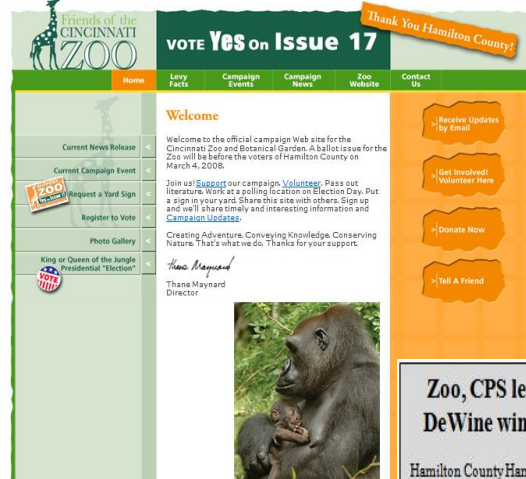 Friends of the
CINCINNATI
ZOO
VOTE Yes on Issue 17
Thank You Hamilton County!
Home
Levy
Facts
Campaign
Events
Campaign
News
Zoo
Website
Contact
Us
Current News Release <
Current Campaign Event <
ZOO
Request a Yard Sign <
Register to Vote <
Photo Gallery <
King or Queen of the Jungle
Presidential "Election" <
VOTE
Welcome
Welcome to the official campaign Web site for the
Cincinnati Zoo and Botanical Garden. A ballot issue for the
Zoo will be before the voters of Hamilton County on
March 4, 2008.
Join us! Support our campaign. Volunteer. Pass out
literature. Work at a polling location on Election Day. Put
a sign in your yard. Share this site with others. Sign up
and we'll share timely and interesting information and
Campaign Updates.
Creating Adventure. Conveying Knowledge. Conserving
Nature. That's what we do. Thanks for your support.
Thane Maynard
Thane Maynard
Director
> Receive Updates
by Email
> Get Involved!
Volunteer Here
> Donate Now
> Tell A Friend
Zoo, CPS le
DeWine win
Hamilton County Ham